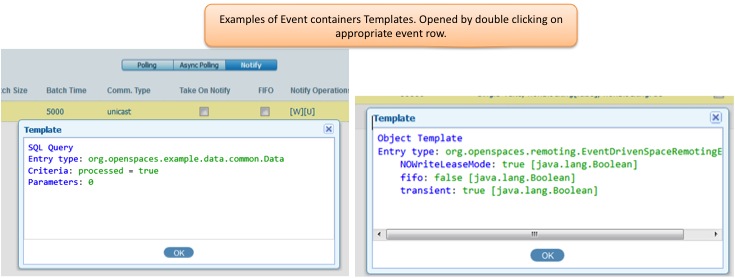 Examples of Event containers Templates. Opened by double clicking on
appropriate event row.
Polling Async Polling Notify
Size Batch Time Comm. Type Take On Notify FIFO Notify Operation
5000 unicast [W][U]
Template
SQL Query
Entry type: org.openspaces.example.data.common.Data
Criteria: processed = true
Parameters: 0
OK
Template
Object Template
Entry type: org.openspaces.remoting.EventDrivenSpaceRemotingE
NOWriteLeaseMode: true [java.lang.Boolean]
fifo: false [java.lang.Boolean]
transient: true [java.lang.Boolean]
OK